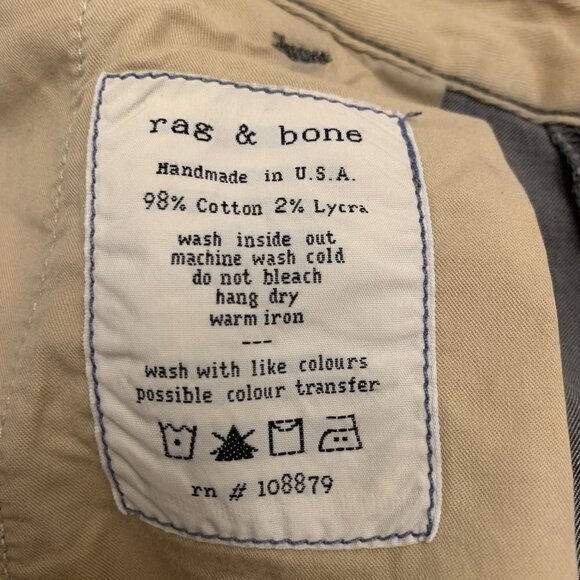 rag & bone
Handmade in U.S.A.
98% Cotton 2% Lycra
wash inside out
machine wash cold
do not bleach
hang dry
warm iron
---
wash with like colours
possible colour transfer
rn # 108879